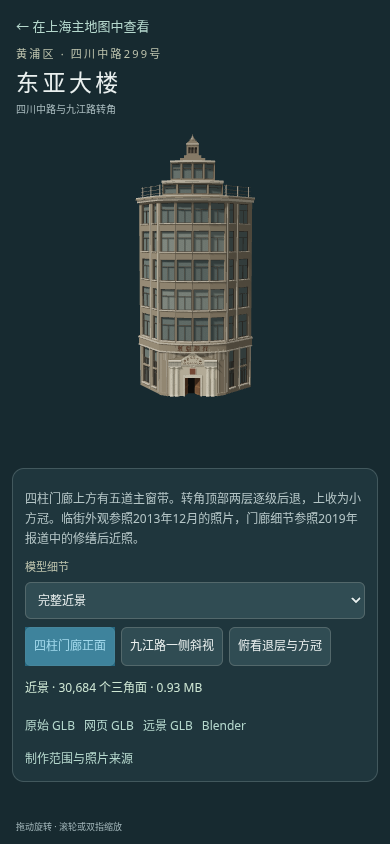 ← 在上海主地图中查看
黄浦区 · 四川中路299号
东亚大楼
四川中路与九江路转角
四柱门廊上方有五道主窗带。转角顶部两层逐级后退，上收为小
方冠。临街外观参照2013年12月的照片，门廊细节参照2019年
报道中的修缮后近照。
模型细节
完整近景
四柱门廊正面 九江路一侧斜视 俯看退层与方冠
近景 · 30,684 个三角面 · 0.93 MB
原始 GLB 网页 GLB 远景 GLB Blender
制作范围与照片来源
拖动旋转 · 滚轮或双指缩放